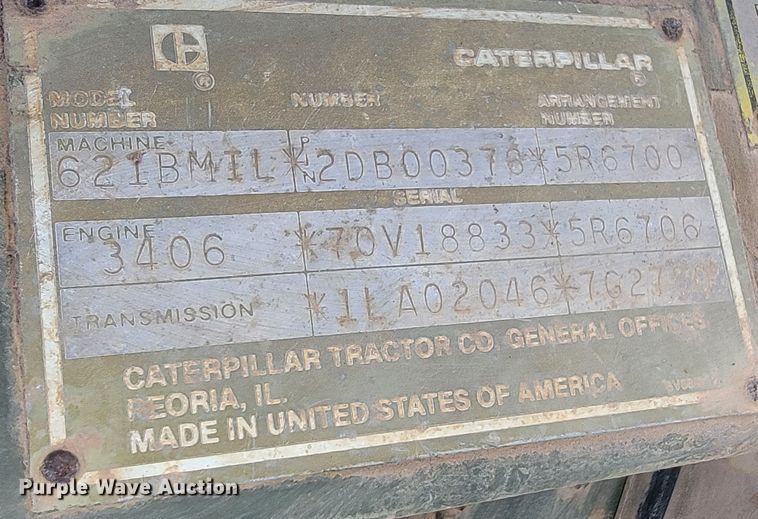 C
®
CATERPILLAR
MODEL NUMBER
NUMBER
ARRANGEMENT NUMBER
MACHINE
621BMIL *PIN 2DB00378* 5R6700
SERIAL
ENGINE
3406 *70V18833* 5R6706
TRANSMISSION *1LA02046*
CATERPILLAR TRACTOR CO. GENERAL OFFICES
PEORIA, IL.
MADE IN UNITED STATES OF AMERICA
Purple Wave Auction